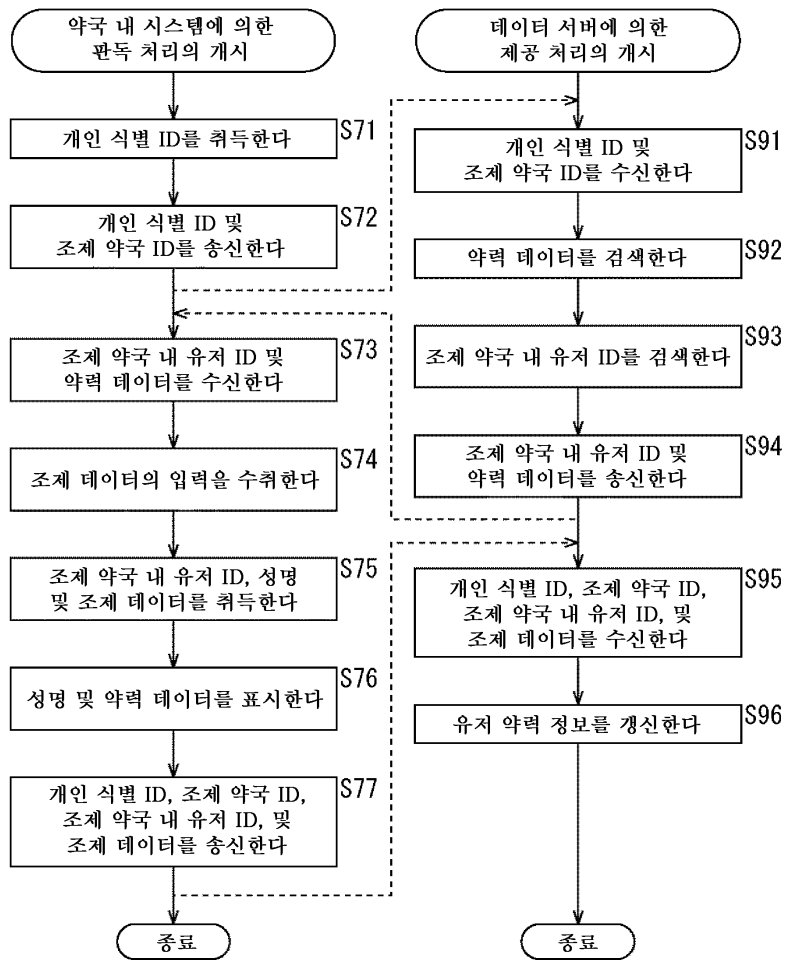 약국 내 시스템에 의한
판독 처리의 개시
개인 식별 ID를 취득한다
S71
개인 식별 ID 및
조제 약국 ID를 송신한다
S72
조제 약국 내 유저 ID 및
약력 데이터를 수신한다
S73
조제 데이터의 입력을 수취한다
S74
조제 약국 내 유저 ID, 성명
및 조제 데이터를 취득한다
S75
성명 및 약력 데이터를 표시한다
S76
개인 식별 ID, 조제 약국 ID,
조제 약국 내 유저 ID, 및
조제 데이터를 송신한다
S77
종료
데이터 서버에 의한
제공 처리의 개시
개인 식별 ID 및
조제 약국 ID를 수신한다
S91
약력 데이터를 검색한다
S92
조제 약국 내 유저 ID를 검색한다
S93
조제 약국 내 유저 ID 및
약력 데이터를 송신한다
S94
개인 식별 ID, 조제 약국 ID,
조제 약국 내 유저 ID, 및
조제 데이터를 수신한다
S95
유저 약력 정보를 갱신한다
S96
종료